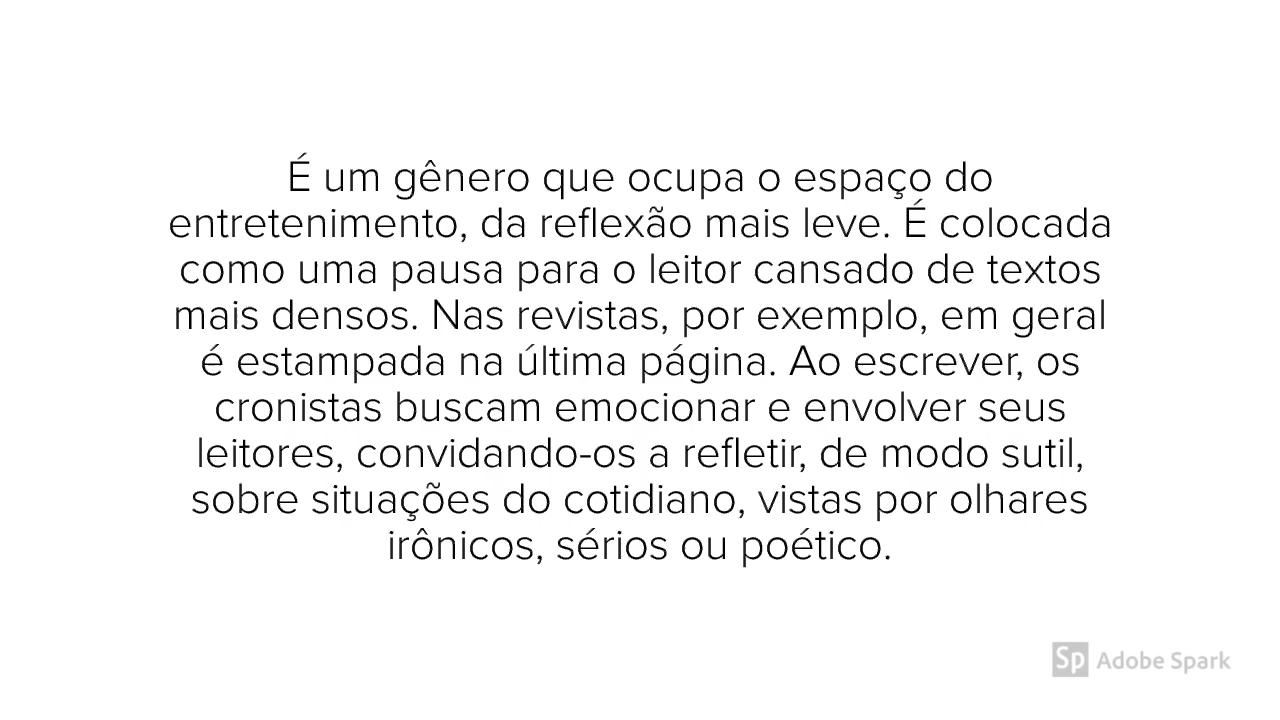 É um gênero que ocupa o espaço do
entretenimento, da reflexão mais leve. É colocada
como uma pausa para o leitor cansado de textos
mais densos. Nas revistas, por exemplo, em geral
é estampada na última página. Ao escrever, os
cronistas buscam emocionar e envolver seus
leitores, convidando-os a refletir, de modo sutil,
sobre situações do cotidiano, vistas por olhares
irônicos, sérios ou poético.
Sp Adobe Spark